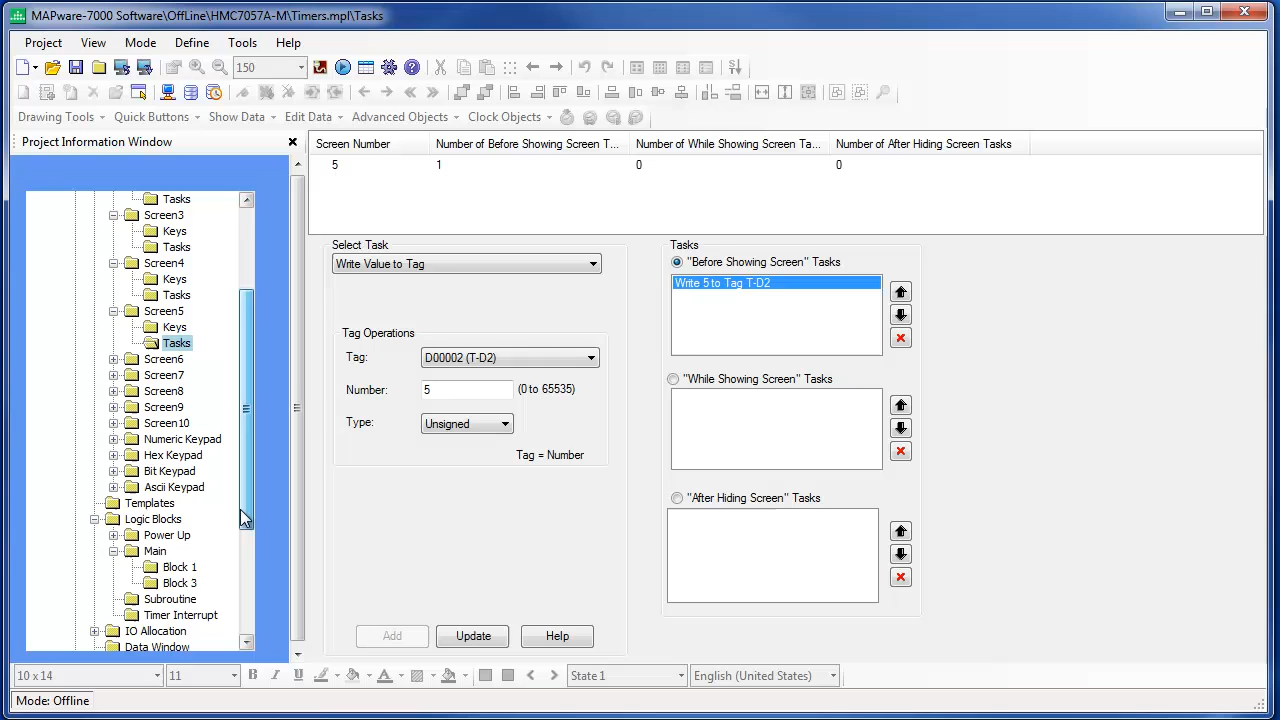 MAPware-7000 Software\OffLine\HMC7057A-M\Timers.mpl\Tasks
Project View Mode Define Tools Help
150
Drawing Tools Quick Buttons Show Data Edit Data Advanced Objects Clock Objects
Project Information Window
Tasks
Screen3
Keys
Tasks
Screen4
Keys
Tasks
Screen5
Keys
Tasks
Screen6
Screen7
Screen8
Screen9
Screen10
Numeric Keypad
Hex Keypad
Bit Keypad
Ascii Keypad
Templates
Logic Blocks
Power Up
Main
Block 1
Block 3
Subroutine
Timer Interrupt
IO Allocation
Data Window
Screen Number Number of Before Showing Screen T... Number of While Showing Screen Ta... Number of After Hiding Screen Tasks
5 1 0 0
Select Task
Write Value to Tag
Tag Operations
Tag: D00002 (T-D2)
Number: 5 (0 to 65535)
Type: Unsigned
Tag = Number
Add Update Help
Tasks
"Before Showing Screen" Tasks
Write 5 to Tag T-D2
"While Showing Screen" Tasks
"After Hiding Screen" Tasks
10 x 14 11 B I U A State 1 English (United States)
Mode: Offline